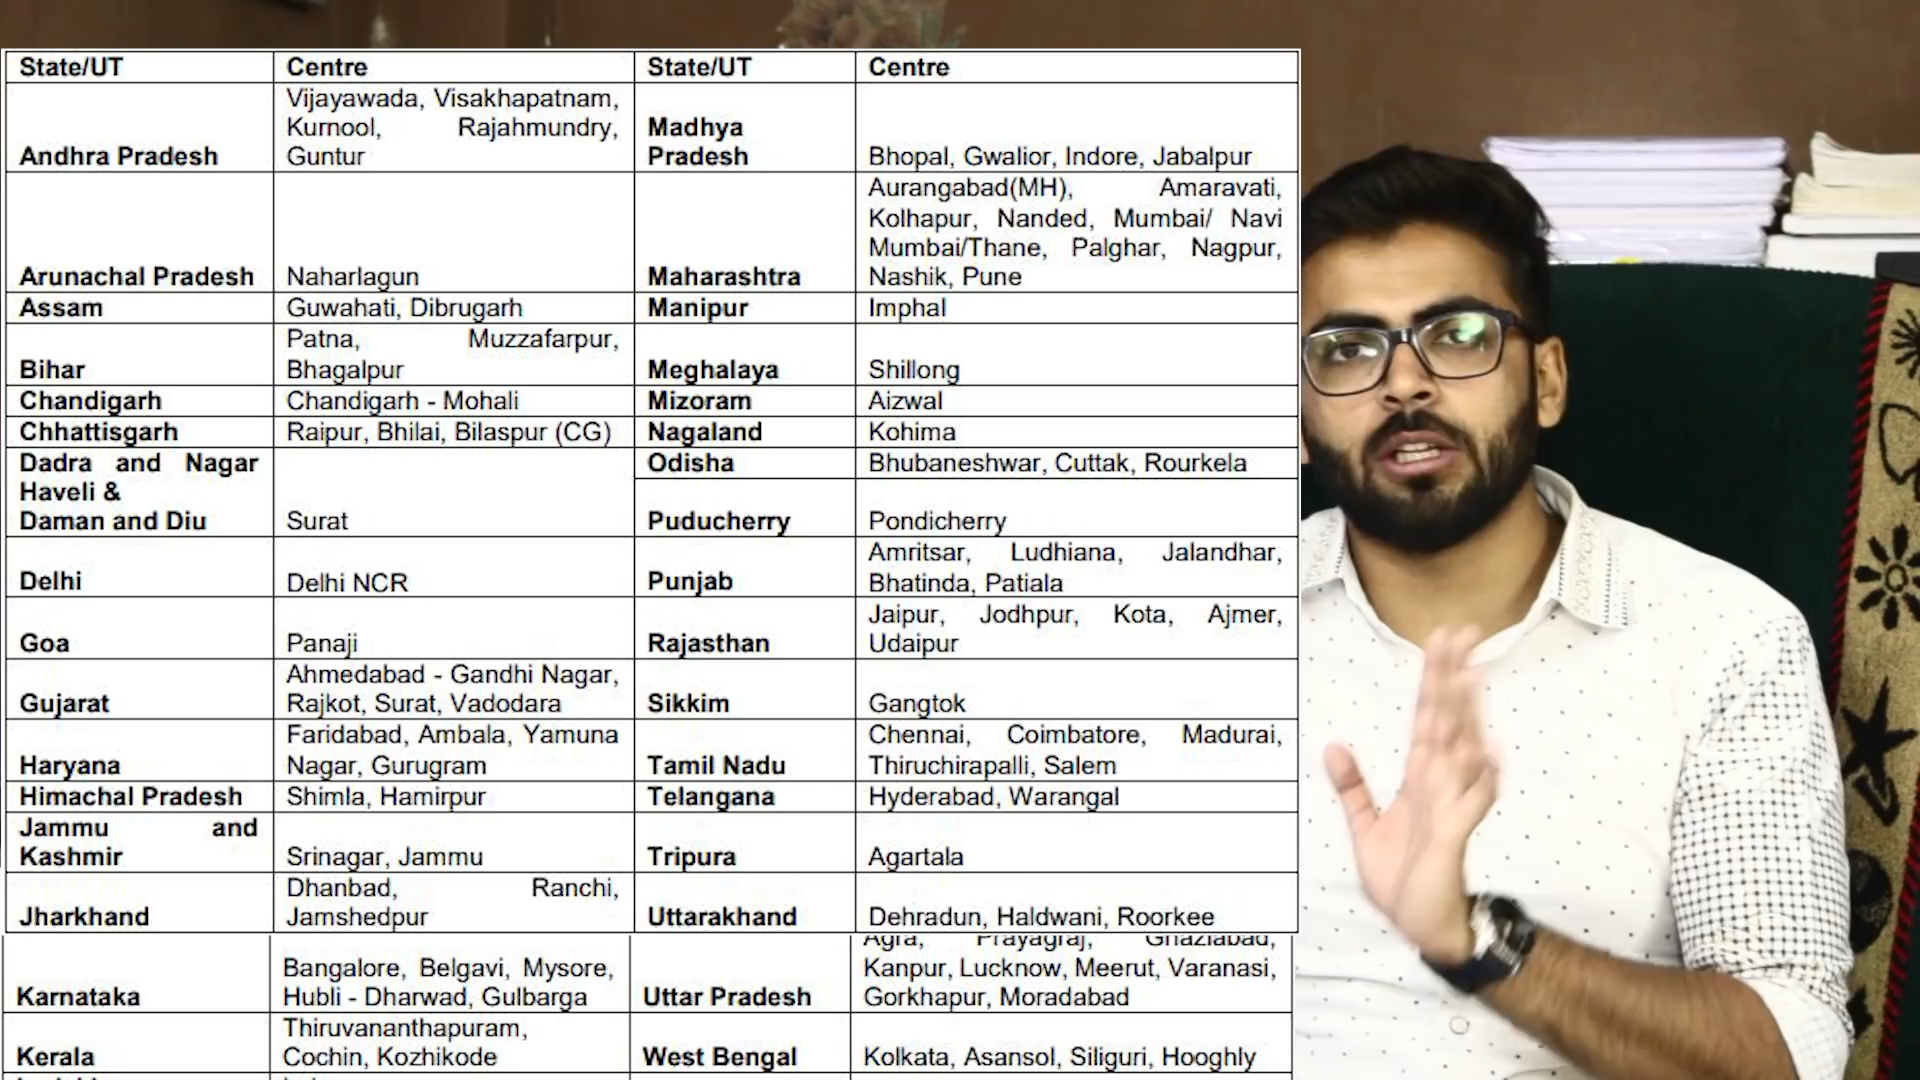 State/UT Centre State/UT Centre
Vijayawada, Visakhapatnam,
Kurnool, Rajahmundry,
Andhra Pradesh Guntur
Madhya
Pradesh Bhopal, Gwalior, Indore, Jabalpur
Arunachal Pradesh Naharlagun
Aurangabad(MH), Amaravati,
Kolhapur, Nanded, Mumbai/ Navi
Mumbai/Thane, Palghar, Nagpur,
Maharashtra Nashik, Pune
Assam Guwahati, Dibrugarh Manipur Imphal
Patna, Muzzafarpur,
Bihar Bhagalpur Meghalaya Shillong
Chandigarh Chandigarh - Mohali Mizoram Aizwal
Chhattisgarh Raipur, Bhilai, Bilaspur (CG) Nagaland Kohima
Dadra and Nagar
Haveli &
Daman and Diu Surat
Odisha Bhubaneshwar, Cuttak, Rourkela
Puducherry Pondicherry
Delhi Delhi NCR
Amritsar, Ludhiana, Jalandhar,
Punjab Bhatinda, Patiala
Goa Panaji
Jaipur, Jodhpur, Kota, Ajmer,
Rajasthan Udaipur
Ahmedabad - Gandhi Nagar,
Gujarat Rajkot, Surat, Vadodara Sikkim Gangtok
Faridabad, Ambala, Yamuna
Haryana Nagar, Gurugram
Chennai, Coimbatore, Madurai,
Tamil Nadu Thiruchirapalli, Salem
Himachal Pradesh Shimla, Hamirpur Telangana Hyderabad, Warangal
Jammu and
Kashmir Srinagar, Jammu Tripura Agartala
Dhanbad, Ranchi,
Jharkhand Jamshedpur Uttarakhand Dehradun, Haldwani, Roorkee
Bangalore, Belgavi, Mysore,
Karnataka Hubli - Dharwad, Gulbarga
Agra, Prayagraj, Ghaziabad,
Kanpur, Lucknow, Meerut, Varanasi,
Uttar Pradesh Gorkhapur, Moradabad
Thiruvananthapuram,
Kerala Cochin, Kozhikode West Bengal Kolkata, Asansol, Siliguri, Hooghly